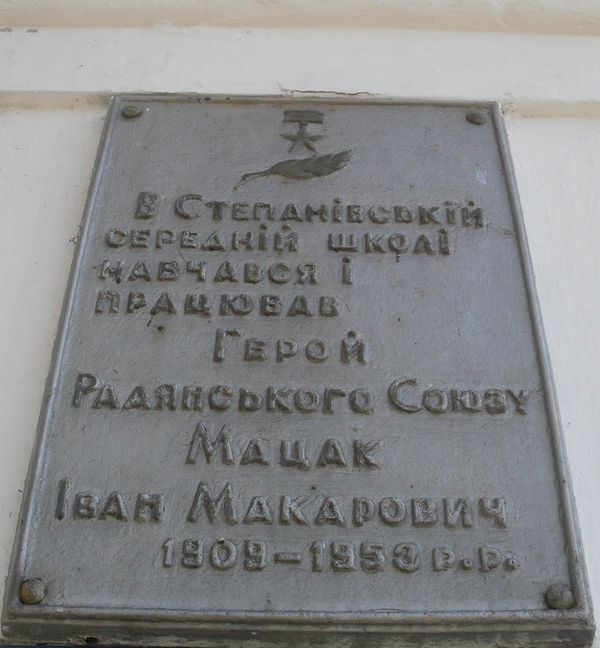 В Степанівській
середній школі
навчався і
працював
Герой
Радянського Союзу
Мацак
Іван Макарович
1909–1953 р.р.